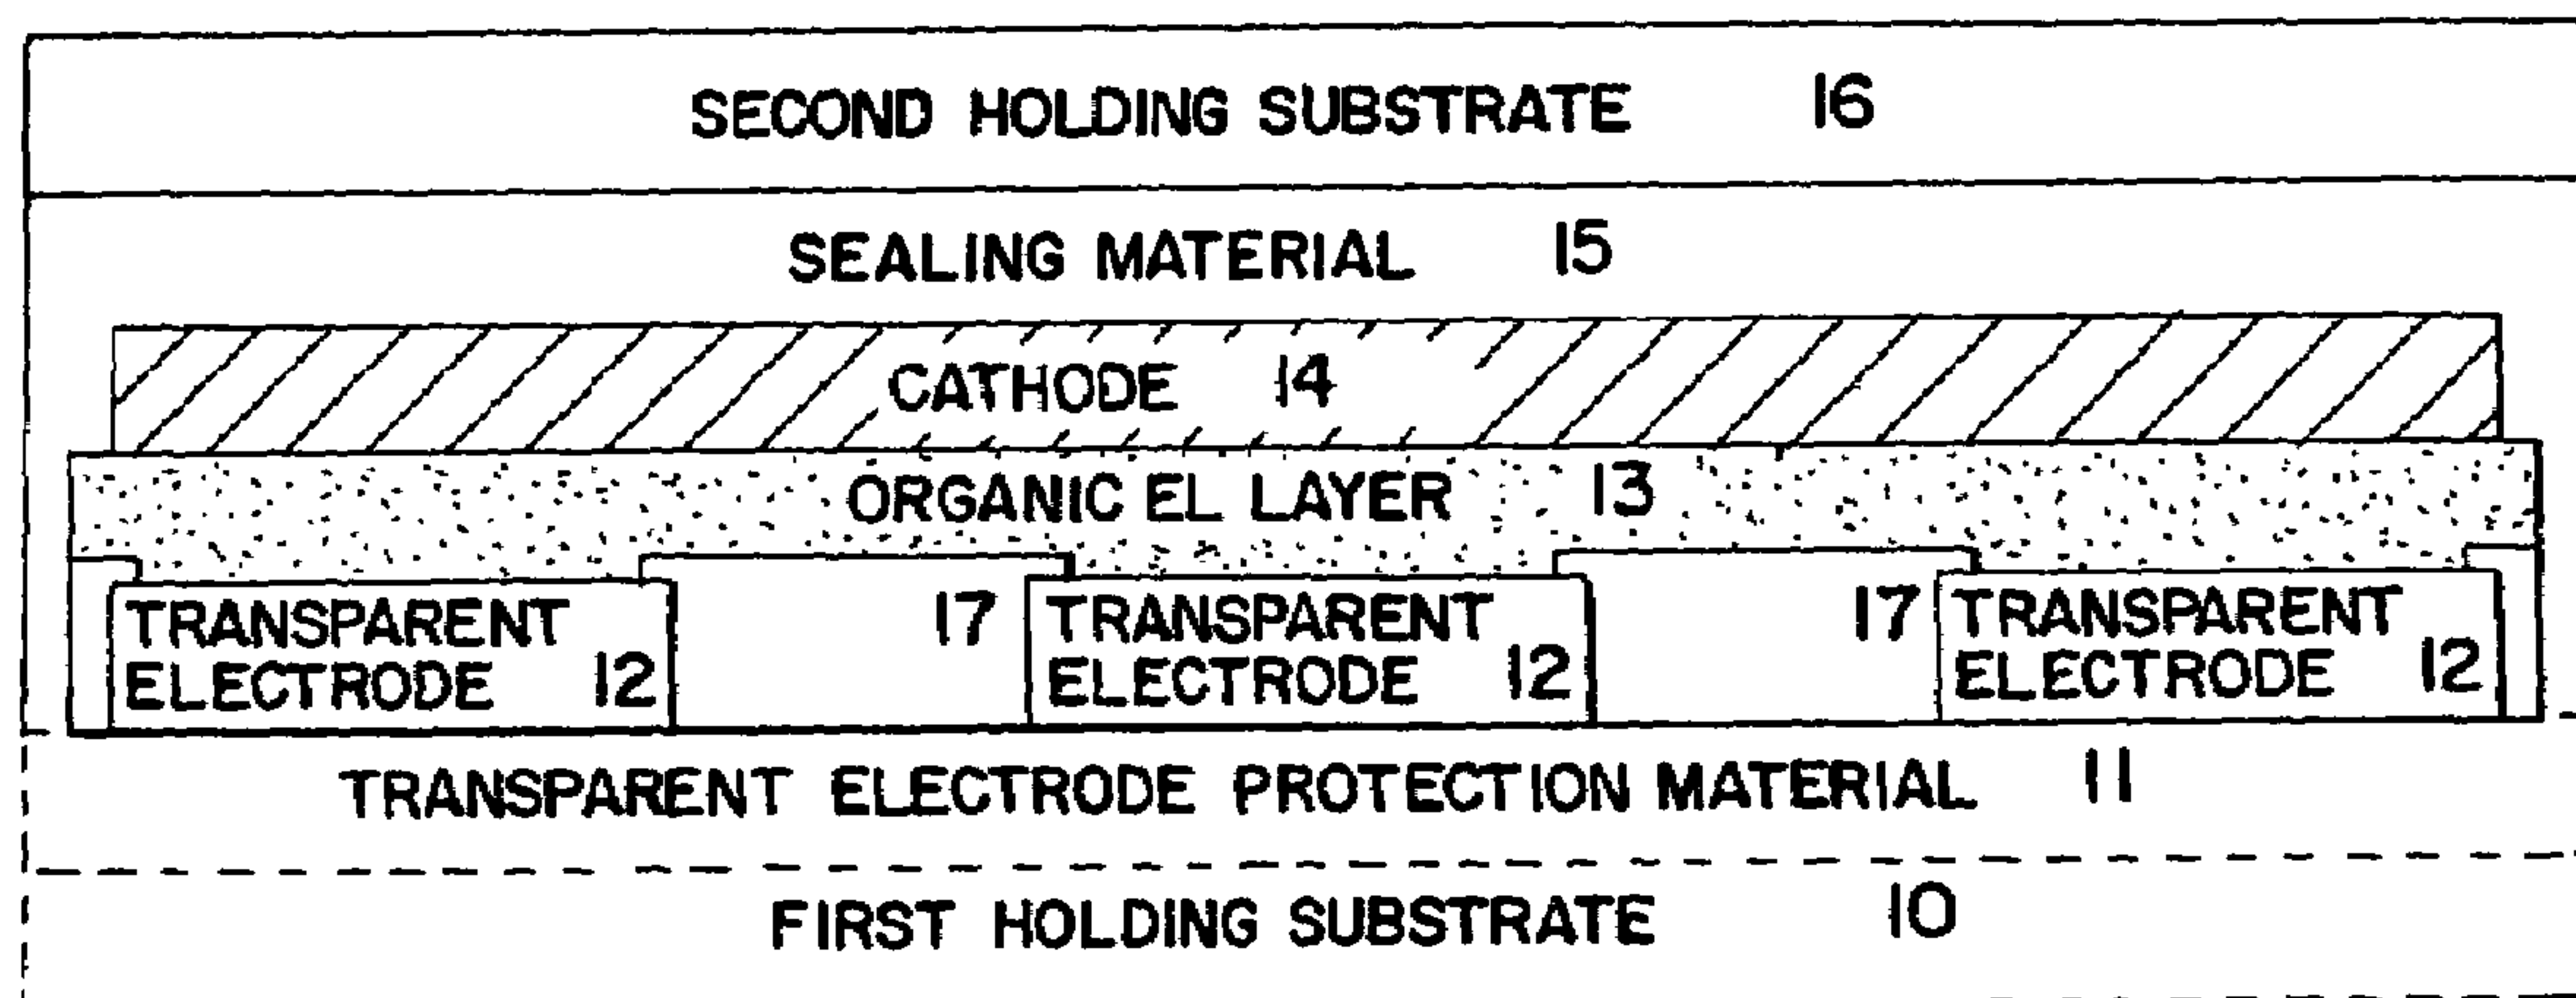 SECOND HOLDING SUBSTRATE 16
SEALING MATERIAL 15
CATHODE 14
ORGANIC EL LAYER 13
TRANSPARENT ELECTRODE 12
17
TRANSPARENT ELECTRODE 12
17
TRANSPARENT ELECTRODE 12
TRANSPARENT ELECTRODE PROTECTION MATERIAL 11
FIRST HOLDING SUBSTRATE 10